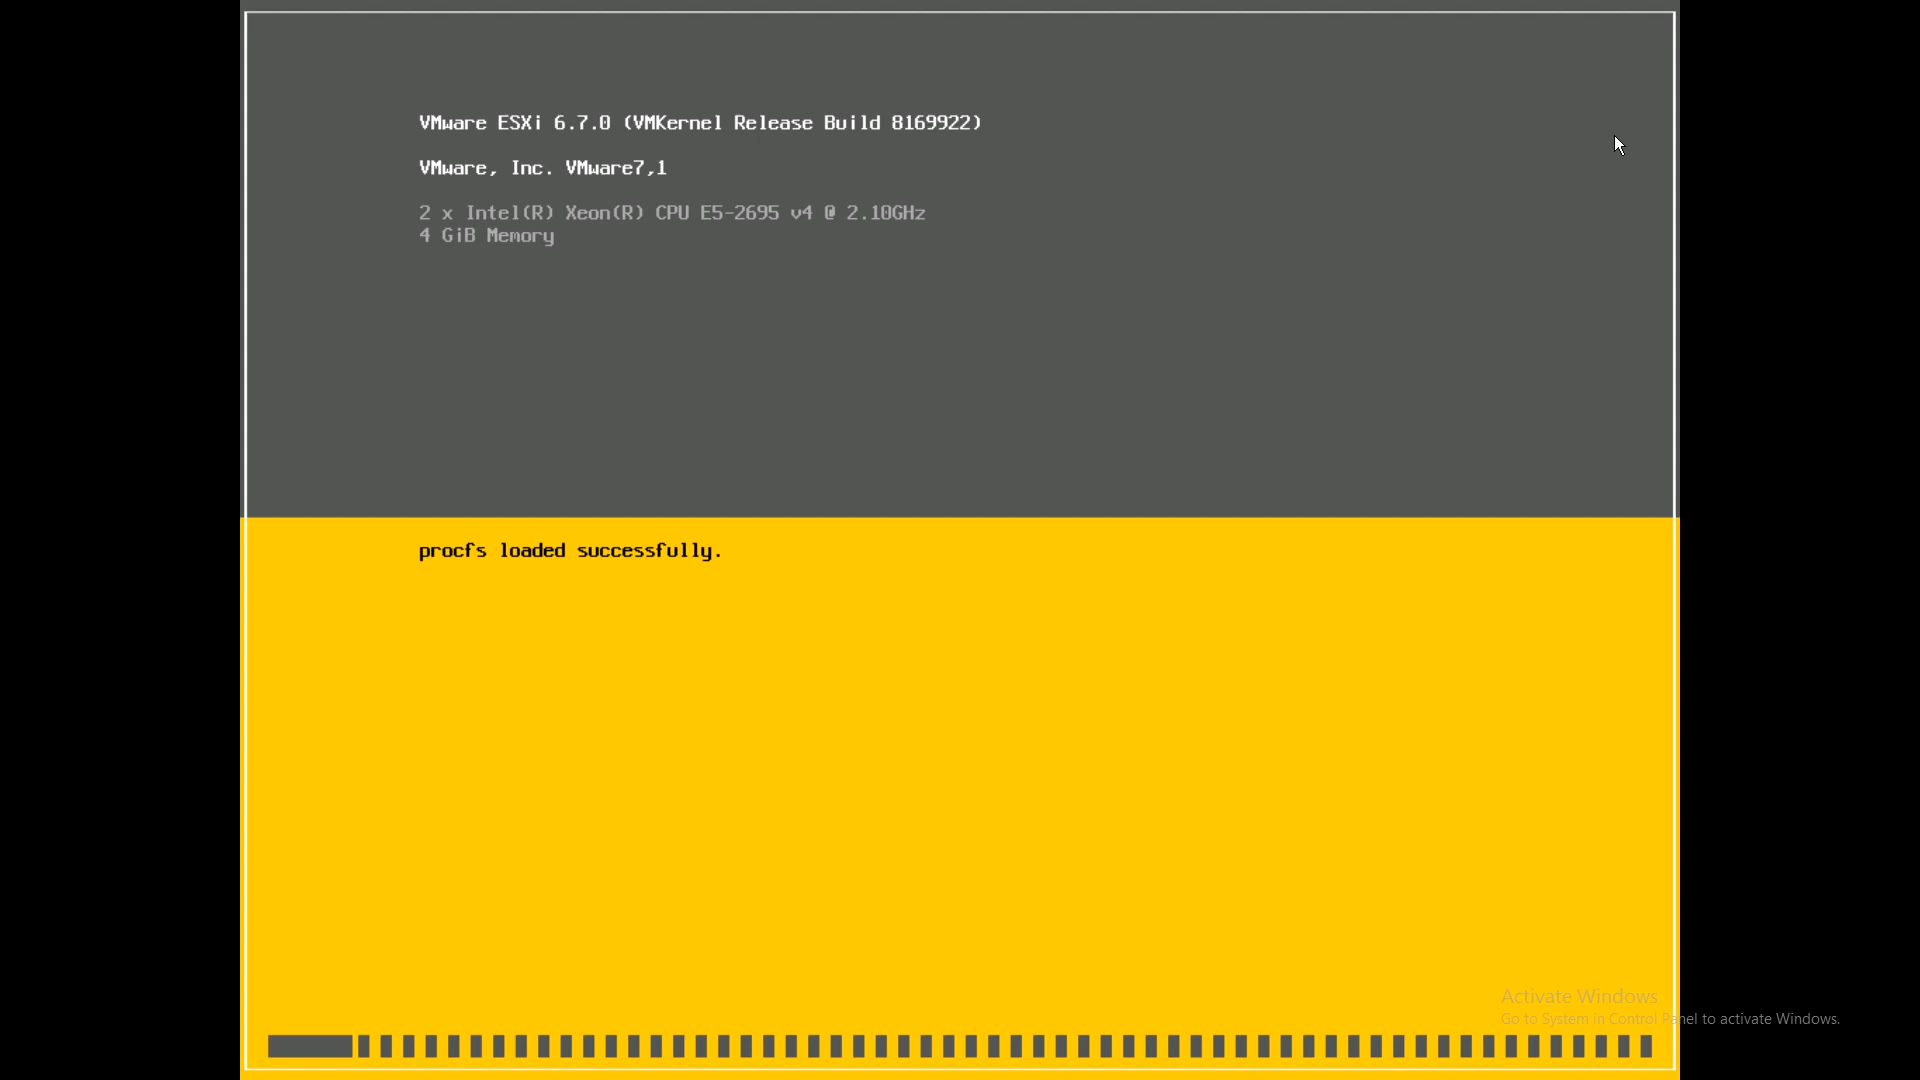 VMware ESXi 6.7.0 (VMKernel Release Build 8169922)
VMware, Inc. VMware7,1
2 x Intel(R) Xeon(R) CPU E5-2695 v4 @ 2.10GHz
4 GiB Memory
procfs loaded successfully.
Activate Windows
Go to System in Control Panel to activate Windows.